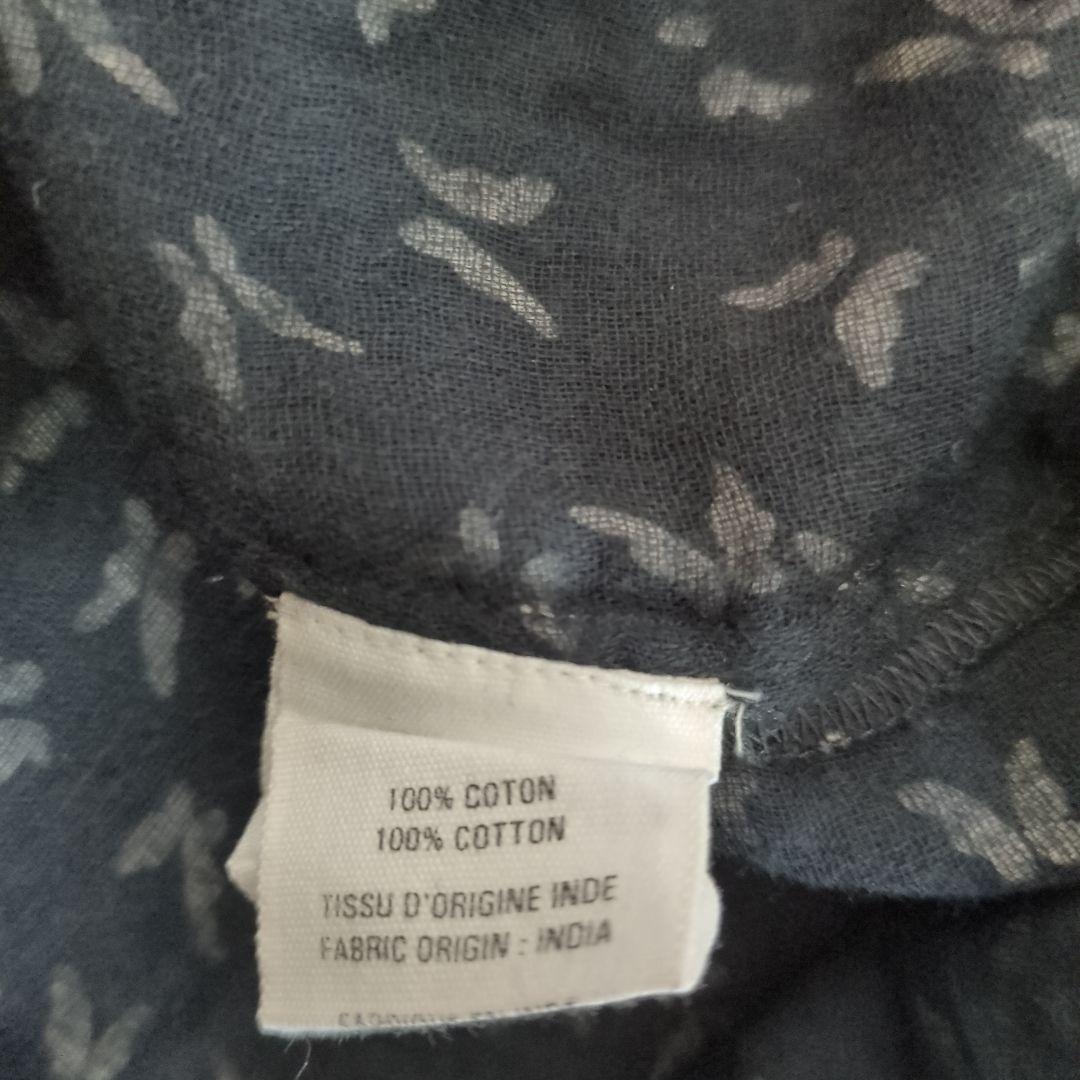 100% COTON
100% COTTON
TISSU D'ORIGINE INDE
FABRIC ORIGIN : INDIA